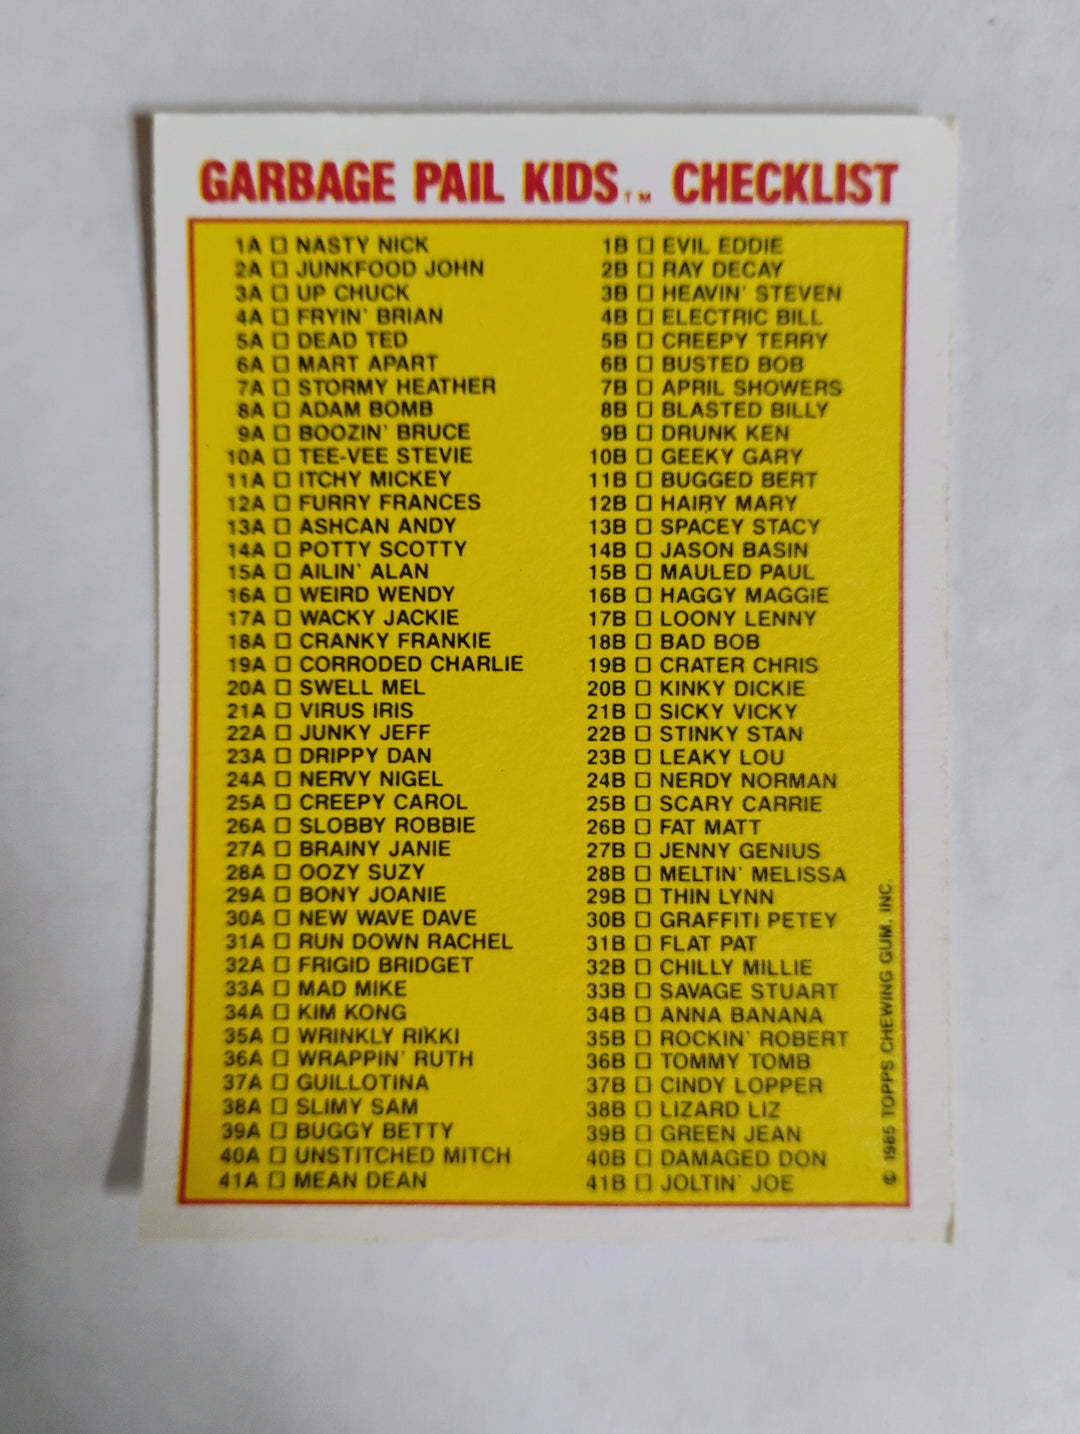 GARBAGE PAIL KIDS™ CHECKLIST
1A ☐ NASTY NICK
2A ☐ JUNKFOOD JOHN
3A ☐ UP CHUCK
4A ☐ FRYIN' BRIAN
5A ☐ DEAD TED
6A ☐ MART APART
7A ☐ STORMY HEATHER
8A ☐ ADAM BOMB
9A ☐ BOOZIN' BRUCE
10A ☐ TEE-VEE STEVIE
11A ☐ ITCHY MICKEY
12A ☐ FURRY FRANCES
13A ☐ ASHCAN ANDY
14A ☐ POTTY SCOTTY
15A ☐ AILIN' ALAN
16A ☐ WEIRD WENDY
17A ☐ WACKY JACKIE
18A ☐ CRANKY FRANKIE
19A ☐ CORRODED CHARLIE
20A ☐ SWELL MEL
21A ☐ VIRUS IRIS
22A ☐ JUNKY JEFF
23A ☐ DRIPPY DAN
24A ☐ NERVY NIGEL
25A ☐ CREEPY CAROL
26A ☐ SLOBBY ROBBIE
27A ☐ BRAINY JANIE
28A ☐ OOZY SUZY
29A ☐ BONY JOANIE
30A ☐ NEW WAVE DAVE
31A ☐ RUN DOWN RACHEL
32A ☐ FRIGID BRIDGET
33A ☐ MAD MIKE
34A ☐ KIM KONG
35A ☐ WRINKLY RIKKI
36A ☐ WRAPPIN' RUTH
37A ☐ GUILLOTINA
38A ☐ SLIMY SAM
39A ☐ BUGGY BETTY
40A ☐ UNSTITCHED MITCH
41A ☐ MEAN DEAN
1B ☐ EVIL EDDIE
2B ☐ RAY DECAY
3B ☐ HEAVIN' STEVEN
4B ☐ ELECTRIC BILL
5B ☐ CREEPY TERRY
6B ☐ BUSTED BOB
7B ☐ APRIL SHOWERS
8B ☐ BLASTED BILLY
9B ☐ DRUNK KEN
10B ☐ GEEKY GARY
11B ☐ BUGGED BERT
12B ☐ HAIRY MARY
13B ☐ SPACEY STACY
14B ☐ JASON BASIN
15B ☐ MAULED PAUL
16B ☐ HAGGY MAGGIE
17B ☐ LOONY LENNY
18B ☐ BAD BOB
19B ☐ CRATER CHRIS
20B ☐ KINKY DICKIE
21B ☐ SICKY VICKY
22B ☐ STINKY STAN
23B ☐ LEAKY LOU
24B ☐ NERDY NORMAN
25B ☐ SCARY CARRIE
26B ☐ FAT MATT
27B ☐ JENNY GENIUS
28B ☐ MELTIN' MELISSA
29B ☐ THIN LYNN
30B ☐ GRAFFITI PETEY
31B ☐ FLAT PAT
32B ☐ CHILLY MILLIE
33B ☐ SAVAGE STUART
34B ☐ ANNA BANANA
35B ☐ ROCKIN' ROBERT
36B ☐ TOMMY TOMB
37B ☐ CINDY LOPPER
38B ☐ LIZARD LIZ
39B ☐ GREEN JEAN
40B ☐ DAMAGED DON
41B ☐ JOLTIN' JOE
© 1985 TOPPS CHEWING GUM, INC.